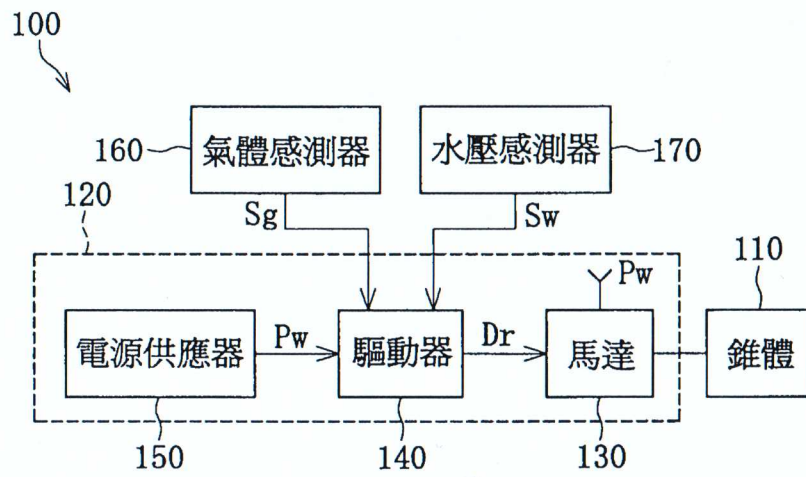 100
160
氣體感測器
水壓感測器
170
120
Sg
Sw
110
Pw
電源供應器
Pw
驅動器
Dr
馬達
錐體
150
140
130